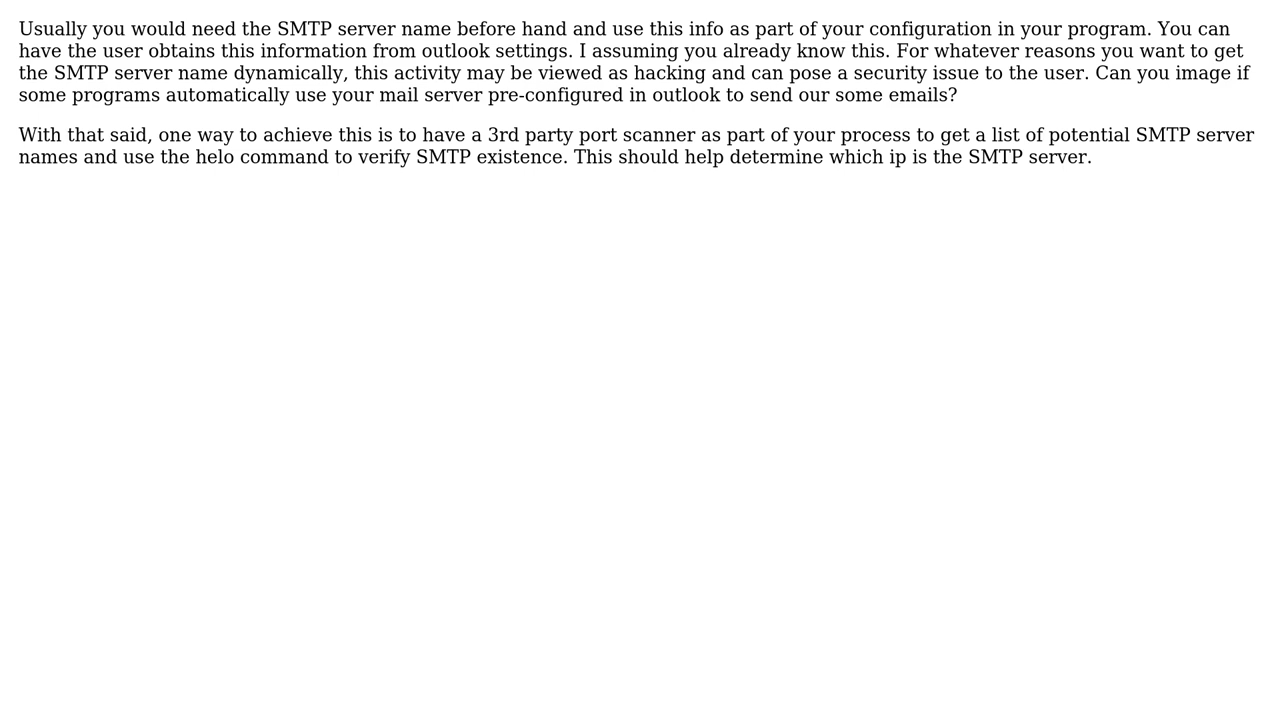 Usually you would need the SMTP server name before hand and use this info as part of your configuration in your program. You can
have the user obtains this information from outlook settings. I assuming you already know this. For whatever reasons you want to get
the SMTP server name dynamically, this activity may be viewed as hacking and can pose a security issue to the user. Can you image if
some programs automatically use your mail server pre-configured in outlook to send our some emails?
With that said, one way to achieve this is to have a 3rd party port scanner as part of your process to get a list of potential SMTP server
names and use the helo command to verify SMTP existence. This should help determine which ip is the SMTP server.